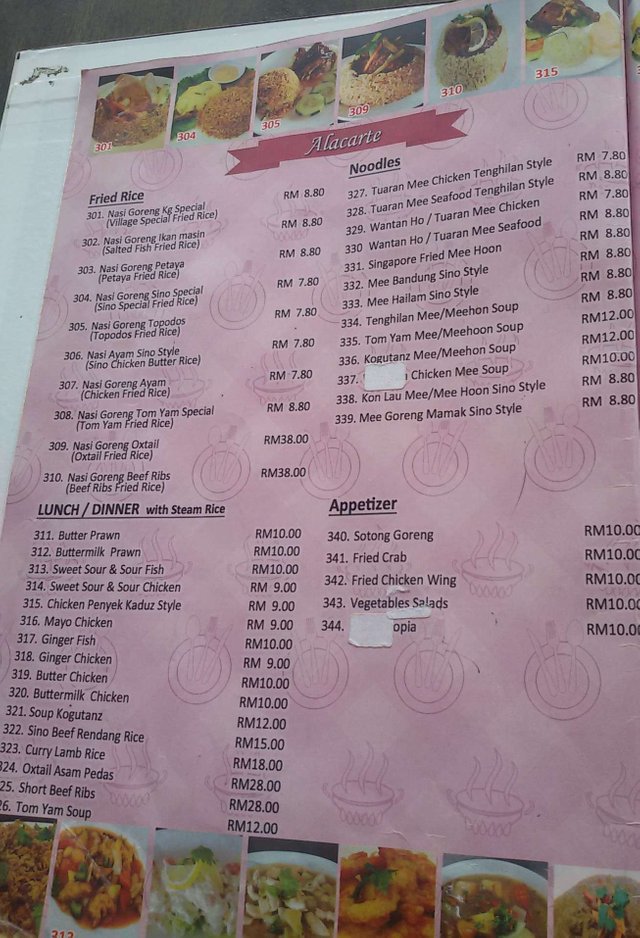 301
304
305
309
310
315
Alacarte
Fried Rice
301. Nasi Goreng Kg Special RM 8.80
(Village Special Fried Rice)
302. Nasi Goreng Ikan masin RM 8.80
(Salted Fish Fried Rice)
303. Nasi Goreng Petaya RM 8.80
(Petaya Fried Rice)
304. Nasi Goreng Sino Special RM 7.80
(Sino Special Fried Rice)
305. Nasi Goreng Topodos RM 7.80
(Topodos Fried Rice)
306. Nasi Ayam Sino Style RM 7.80
(Sino Chicken Butter Rice)
307. Nasi Goreng Ayam RM 7.80
(Chicken Fried Rice)
308. Nasi Goreng Tom Yam Special RM 8.80
(Tom Yam Fried Rice)
309. Nasi Goreng Oxtail RM38.00
(Oxtail Fried Rice)
310. Nasi Goreng Beef Ribs RM38.00
(Beef Ribs Fried Rice)
LUNCH / DINNER with Steam Rice
311. Butter Prawn RM10.00
312. Buttermilk Prawn RM10.00
313. Sweet Sour & Sour Fish RM10.00
314. Sweet Sour & Sour Chicken RM 9.00
315. Chicken Penyek Kaduz Style RM 9.00
316. Mayo Chicken RM 9.00
317. Ginger Fish RM10.00
318. Ginger Chicken RM 9.00
319. Butter Chicken RM10.00
320. Buttermilk Chicken RM10.00
321. Soup Kogutanz RM12.00
322. Sino Beef Rendang Rice RM15.00
323. Curry Lamb Rice RM18.00
324. Oxtail Asam Pedas RM28.00
25. Short Beef Ribs RM28.00
26. Tom Yam Soup RM12.00
Noodles
327. Tuaran Mee Chicken Tenghilan Style RM 7.80
328. Tuaran Mee Seafood Tenghilan Style RM 8.80
329. Wantan Ho / Tuaran Mee Chicken RM 7.80
330 Wantan Ho / Tuaran Mee Seafood RM 8.80
331. Singapore Fried Mee Hoon RM 8.80
332. Mee Bandung Sino Style RM 8.80
333. Mee Hailam Sino Style RM 8.80
334. Tenghilan Mee/Meehon Soup RM 8.80
335. Tom Yam Mee/Meehoon Soup RM12.00
336. Kogutanz Mee/Meehon Soup RM12.00
337. Chicken Mee Soup RM10.00
338. Kon Lau Mee/Mee Hoon Sino Style RM 8.80
339. Mee Goreng Mamak Sino Style RM 8.80
Appetizer
340. Sotong Goreng RM10.00
341. Fried Crab RM10.00
342. Fried Chicken Wing RM10.00
343. Vegetables Salads RM10.00
344. opia RM10.00
312